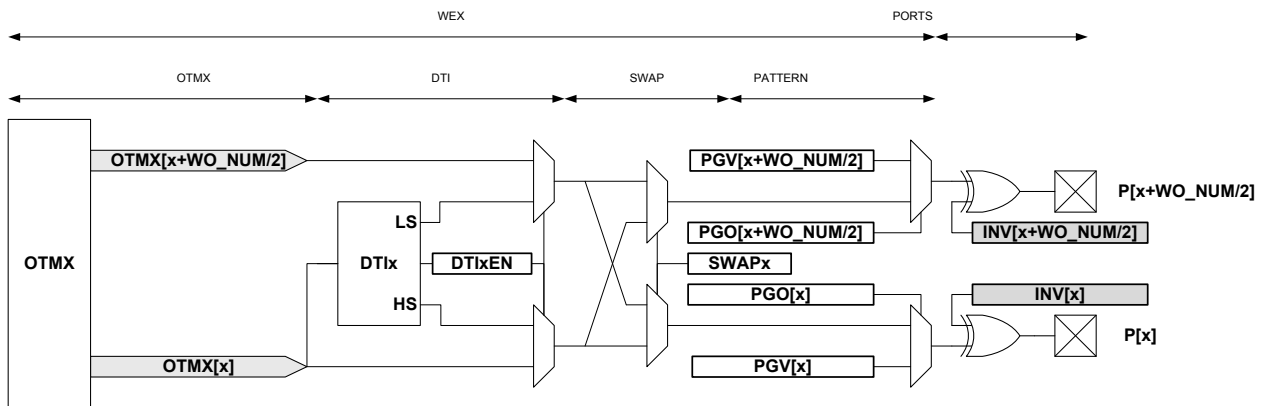 WEX PORTS
OTMX DTI SWAP PATTERN
OTMX[x+WO_NUM/2] PGV[x+WO_NUM/2]
P[x+WO_NUM/2]
LS
PGO[x+WO_NUM/2] INV[x+WO_NUM/2]
OTMX DTIx DTIxEN SWAPx
HS PGO[x] INV[x]
P[x]
OTMX[x] PGV[x]